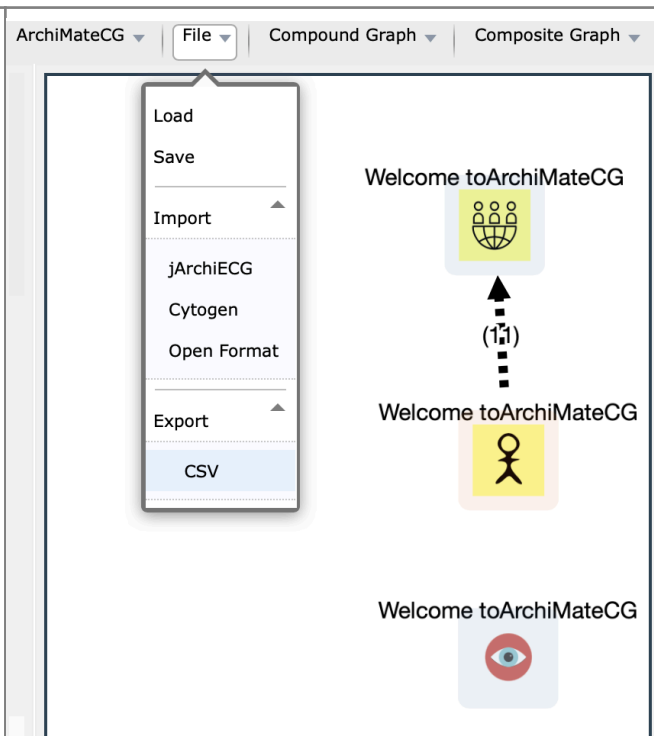 ArchiMateCG File Compound Graph Composite Graph
Load
Save
Import
jArchiECG
Cytogen
Open Format
Export
CSV
Welcome toArchiMateCG
(11)
Welcome toArchiMateCG
Welcome toArchiMateCG